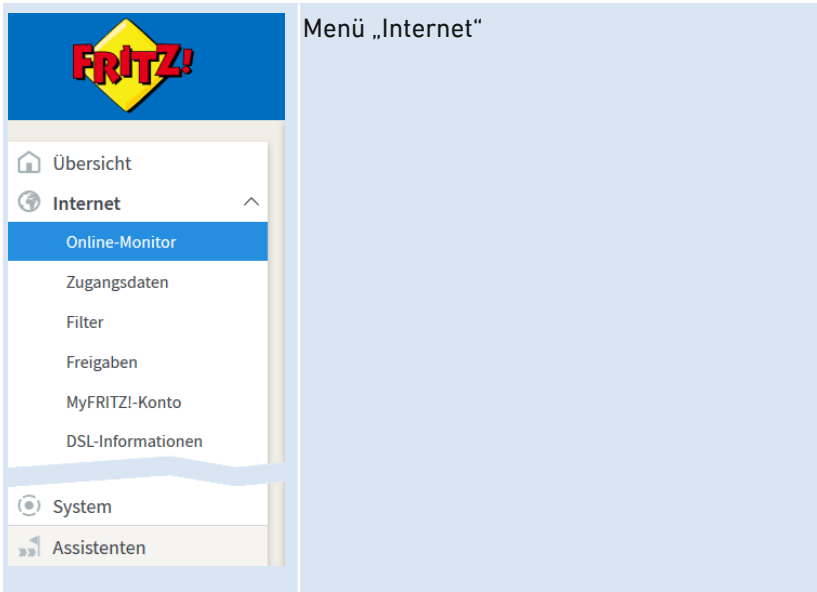 FRITZ!
Menü „Internet“
Übersicht
Internet
Online-Monitor
Zugangsdaten
Filter
Freigaben
MyFRITZ!-Konto
DSL-Informationen
System
Assistenten